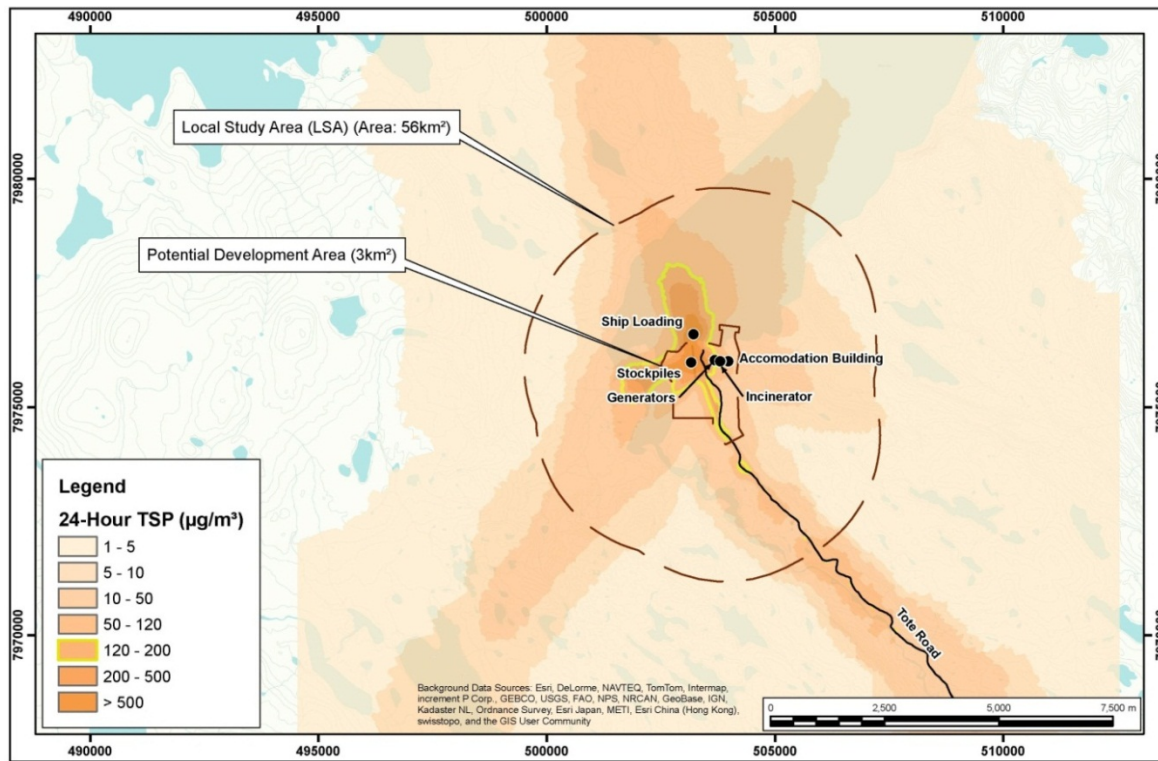 490000 495000 500000 505000 510000
Local Study Area (LSA) (Area: 56km²)
7980000
Potential Development Area (3km²)
Ship Loading
Stockpiles
Accomodation Building
Generators
Incinerator
7975000
Legend
24-Hour TSP (µg/m³)
1 - 5
5 - 10
10 - 50
50 - 120
120 - 200
200 - 500
> 500
7970000
Tote Road
Background Data Sources: Esri, DeLorme, NAVTEQ, TomTom, Intermap,
increment P Corp., GEBCO, USGS, FAO, NPS, NRCAN, GeoBase, IGN,
Kadaster NL, Ordnance Survey, Esri Japan, METI, Esri China (Hong Kong),
swisstopo, and the GIS User Community
0 2,500 5,000 7,500 m
490000 495000 500000 505000 510000